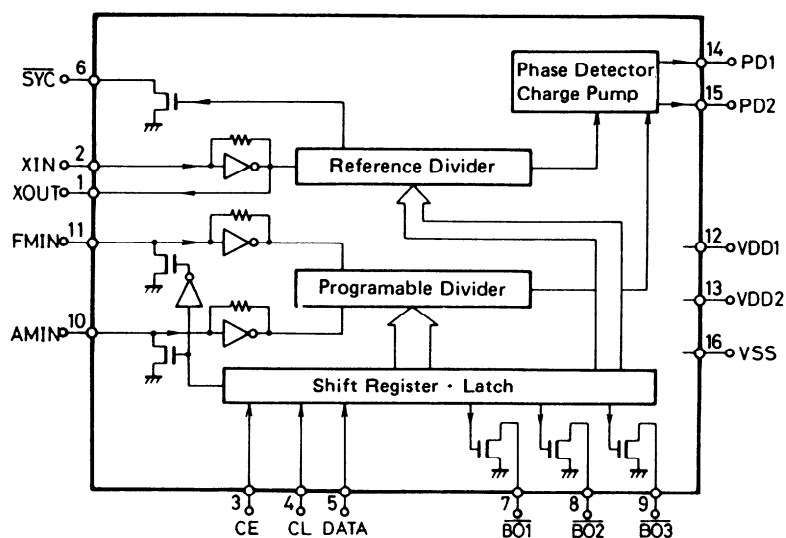 6
SYC
Phase Detector
Charge Pump
14
PD1
15
PD2
2
XIN
Reference Divider
1
XOUT
11
FMIN
12
VDD1
Programable Divider
13
VDD2
10
AMIN
16
VSS
Shift Register · Latch
3
CE
4
CL
5
DATA
7
BO1
8
BO2
9
BO3